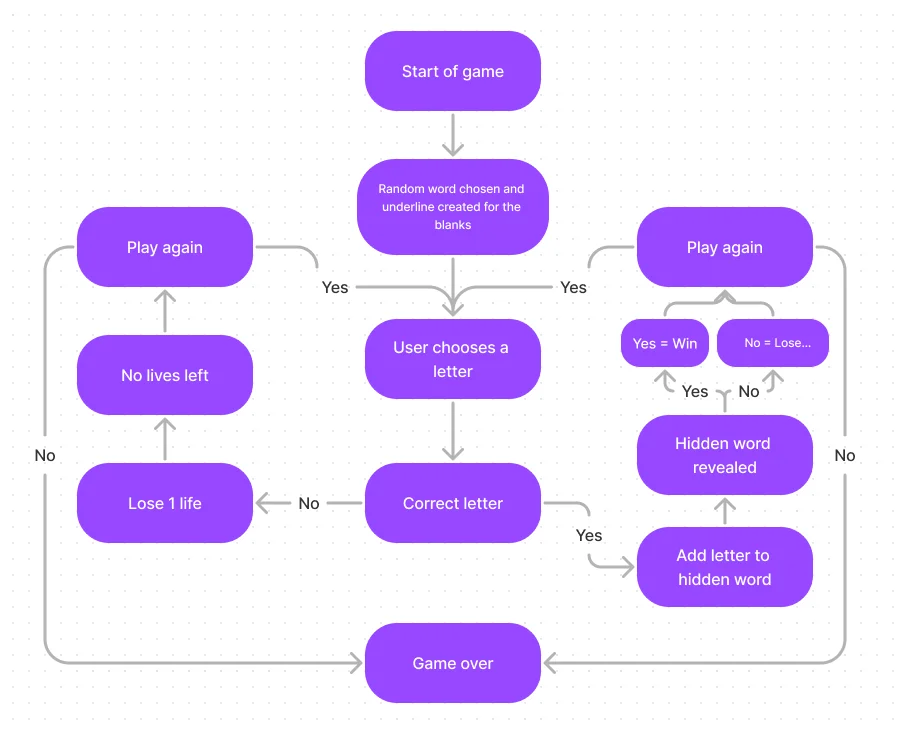 Start of game
Random word chosen and
underline created for the
blanks
Play again
Play again
Yes
Yes
User chooses a
letter
Yes = Win
No = Lose...
No lives left
Yes
No
Hidden word
revealed
No
No
Lose 1 life
No
Correct letter
Yes
Add letter to
hidden word
Game over